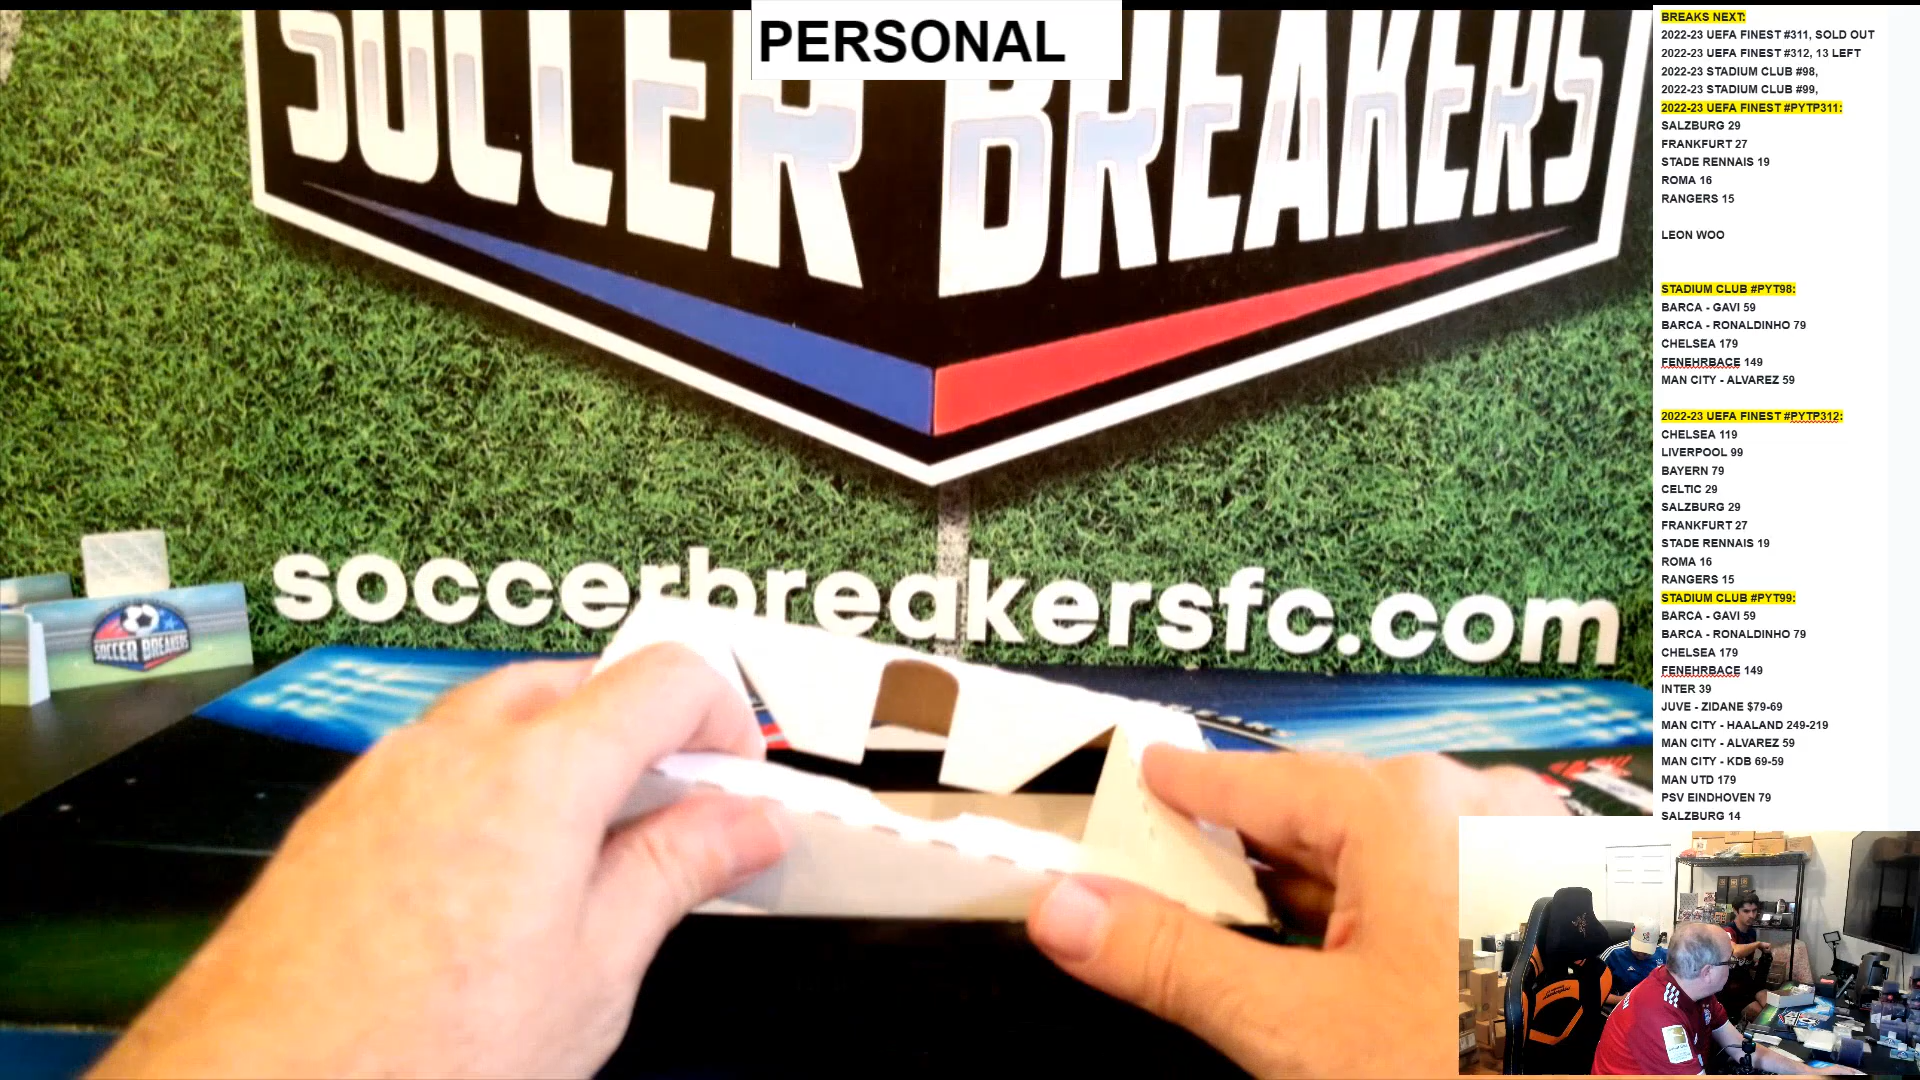 PERSONAL
SOCCER BREAKERS
soccerbreakersfc.com
SOCCER BREAKERS
BREAKS NEXT:
2022-23 UEFA FINEST #311, SOLD OUT
2022-23 UEFA FINEST #312, 13 LEFT
2022-23 STADIUM CLUB #98,
2022-23 STADIUM CLUB #99,
2022-23 UEFA FINEST #PYTP311:
SALZBURG 29
FRANKFURT 27
STADE RENNAIS 19
ROMA 16
RANGERS 15
LEON WOO
STADIUM CLUB #PYT98:
BARCA - GAVI 59
BARCA - RONALDINHO 79
CHELSEA 179
FENEHRBACE 149
MAN CITY - ALVAREZ 59
2022-23 UEFA FINEST #PYTP312:
CHELSEA 119
LIVERPOOL 99
BAYERN 79
CELTIC 29
SALZBURG 29
FRANKFURT 27
STADE RENNAIS 19
ROMA 16
RANGERS 15
STADIUM CLUB #PYT99:
BARCA - GAVI 59
BARCA - RONALDINHO 79
CHELSEA 179
FENEHRBACE 149
INTER 39
JUVE - ZIDANE $79-69
MAN CITY - HAALAND 249-219
MAN CITY - ALVAREZ 59
MAN CITY - KDB 69-59
MAN UTD 179
PSV EINDHOVEN 79
SALZBURG 14